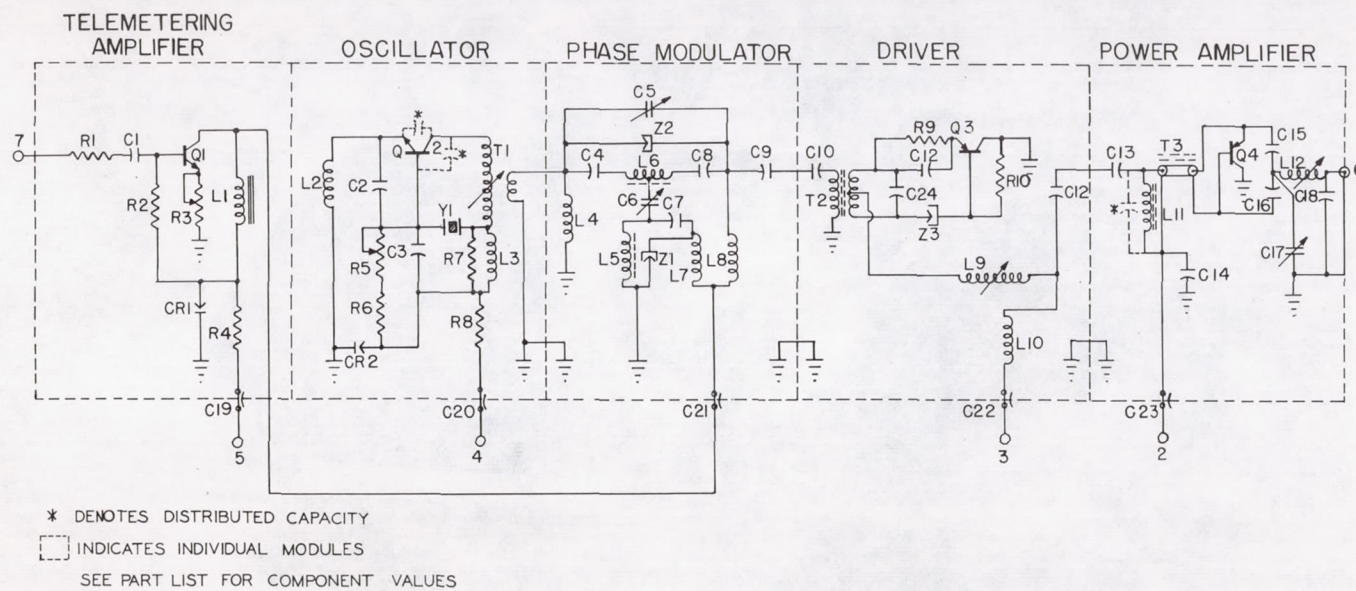 TELEMETERING
AMPLIFIER
OSCILLATOR
PHASE MODULATOR
DRIVER
POWER AMPLIFIER
7
R1
C1
Q1
R2
R3
L1
CR1
R4
C19
5
L2
Q 2
*
*
T1
C2
Y1
C3
R5
R7
L3
R6
R8
CR2
C20
4
C5
Z2
C4
L6
C8
C9
L4
C6
C7
L5
Z1
L7
L8
C21
C10
T2
R9
Q3
C12
C24
R10
Z3
L9
L10
C12
C22
3
C13
T3
*
L11
C14
Q4
C15
L12
C16
C18
C17
C23
2
* DENOTES DISTRIBUTED CAPACITY
INDICATES INDIVIDUAL MODULES
SEE PART LIST FOR COMPONENT VALUES